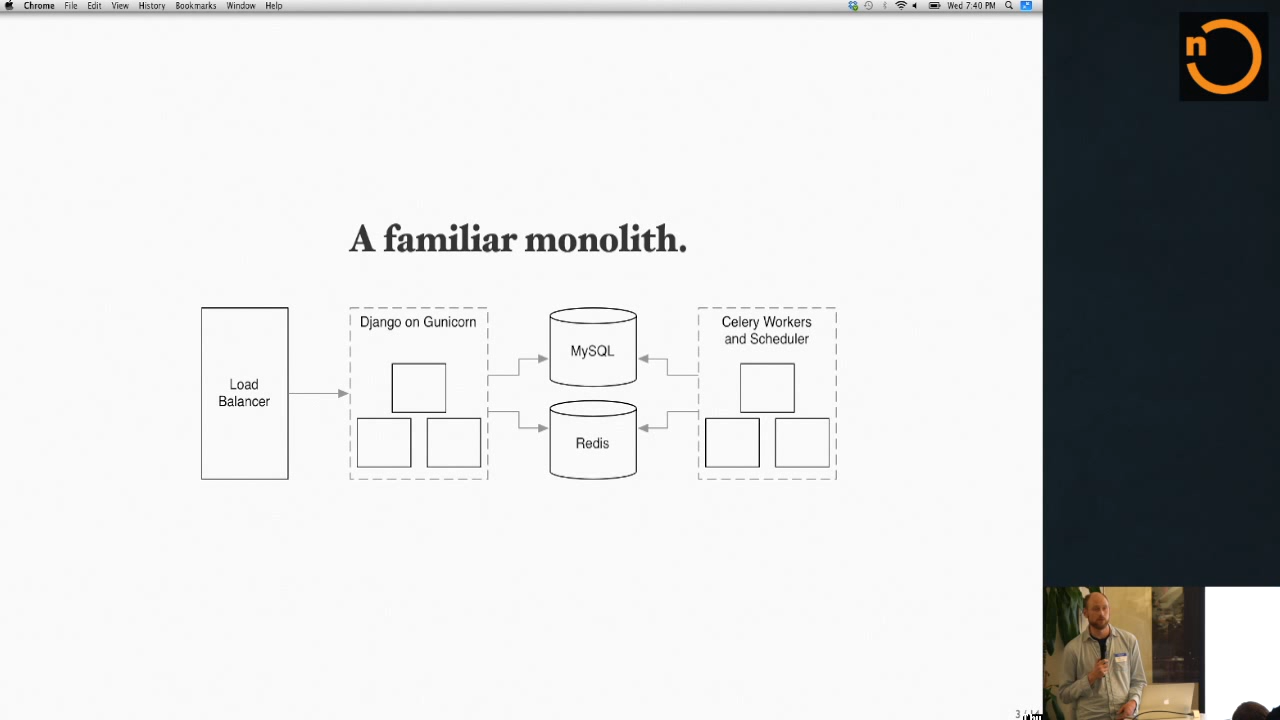 Chrome File Edit View History Bookmarks Window Help
Wed 7:40 PM
n
A familiar monolith.
Load
Balancer
Django on Gunicorn
MySQL
Redis
Celery Workers
and Scheduler
3 /